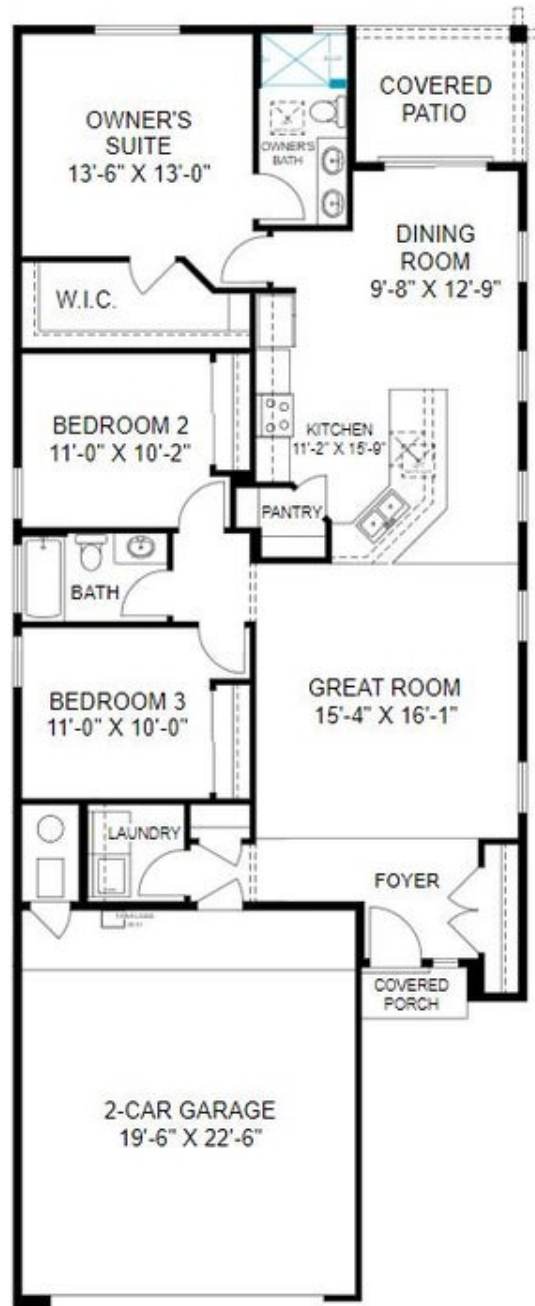 OWNER'S
SUITE
13'-6" X 13'-0"
OWNER'S
BATH
COVERED
PATIO
DINING
ROOM
9'-8" X 12'-9"
W.I.C.
BEDROOM 2
11'-0" X 10'-2"
KITCHEN
11'-2" X 15'-9"
PANTRY
BATH
BEDROOM 3
11'-0" X 10'-0"
GREAT ROOM
15'-4" X 16'-1"
LAUNDRY
FOYER
COVERED
PORCH
2-CAR GARAGE
19'-6" X 22'-6"